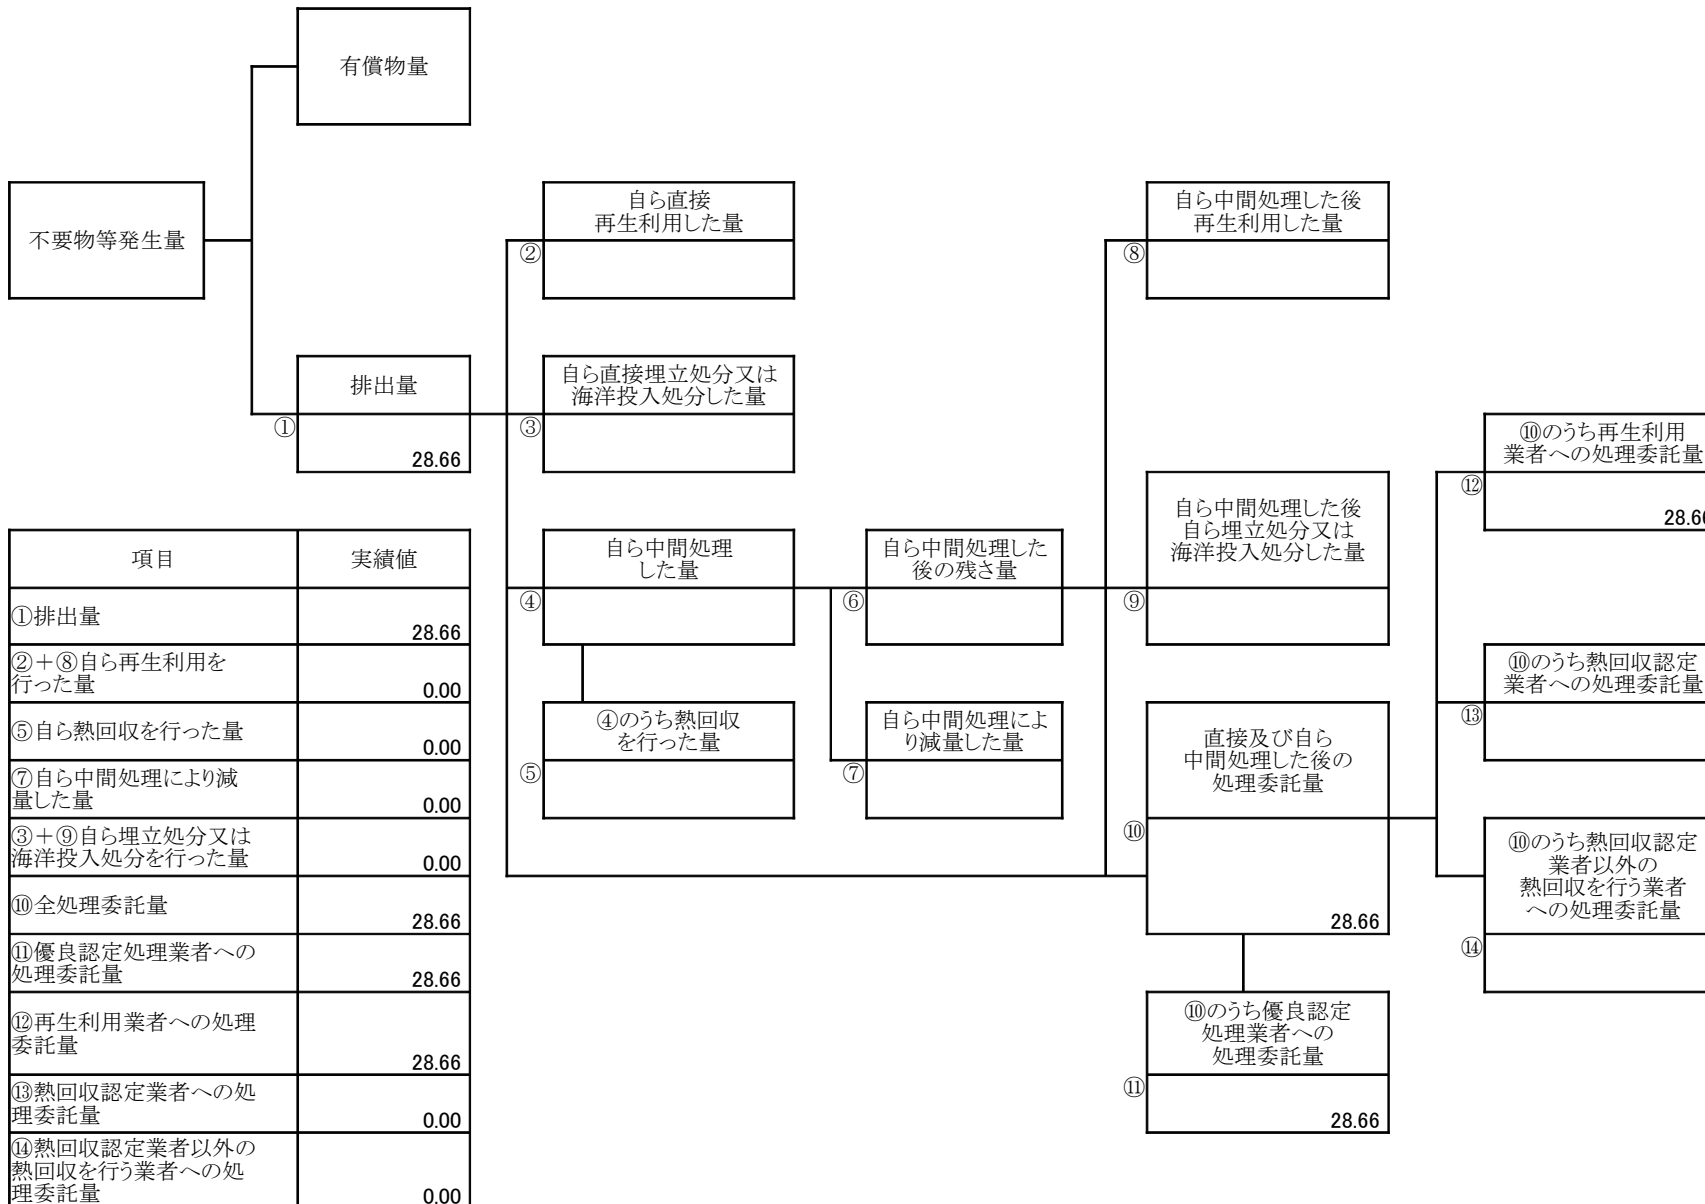 有償物量
不要物等発生量
自ら直接
再生利用した量
②
自ら中間処理した後
再生利用した量
⑧
排出量
①
28.66
自ら直接埋立処分又は
海洋投入処分した量
③
⑩のうち再生利用
業者への処理委託量
⑫
28.66
自ら中間処理
した量
④
自ら中間処理した
後の残さ量
⑥
自ら中間処理した後
自ら埋立処分又は
海洋投入処分した量
⑨
④のうち熱回収
を行った量
⑤
自ら中間処理によ
り減量した量
⑦
直接及び自ら
中間処理した後の
処理委託量
⑩
28.66
⑩のうち熱回収認定
業者への処理委託量
⑬
⑩のうち熱回収認定
業者以外の
熱回収を行う業者
への処理委託量
⑭
⑩のうち優良認定
処理業者への
処理委託量
⑪
28.66
項目 実績値
①排出量
28.66
②＋⑧自ら再生利用を
行った量
0.00
⑤自ら熱回収を行った量
0.00
⑦自ら中間処理により減
量した量
0.00
③＋⑨自ら埋立処分又は
海洋投入処分を行った量
0.00
⑩全処理委託量
28.66
⑪優良認定処理業者への
処理委託量
28.66
⑫再生利用業者への処理
委託量
28.66
⑬熱回収認定業者への処
理委託量
0.00
⑭熱回収認定業者以外の
熱回収を行う業者への処
理委託量
0.00